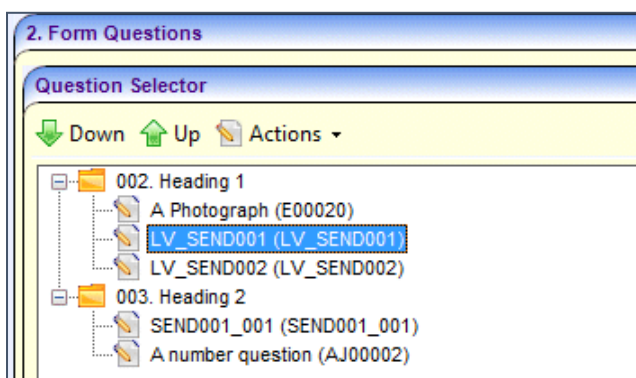 2. Form Questions
Question Selector
Down Up Actions
002. Heading 1
A Photograph (E00020)
LV_SEND001 (LV_SEND001)
LV_SEND002 (LV_SEND002)
003. Heading 2
SEND001_001 (SEND001_001)
A number question (AJ00002)